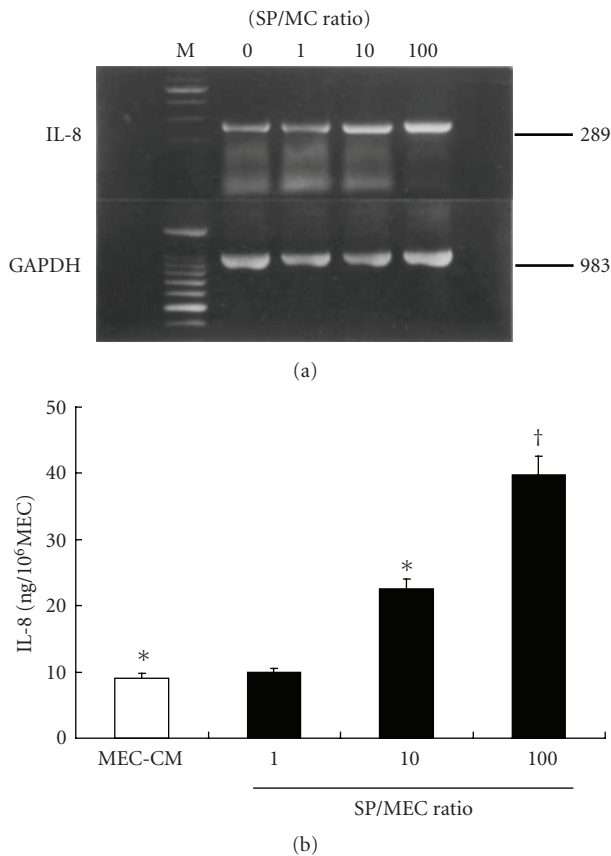 (SP/MC ratio)
M 0 1 10 100
IL-8 289
GAPDH 983
(a)
50
40
30
20
10
0
IL-8 (ng/10⁶MEC)
*
*
†
MEC-CM 1 10 100
SP/MEC ratio
(b)